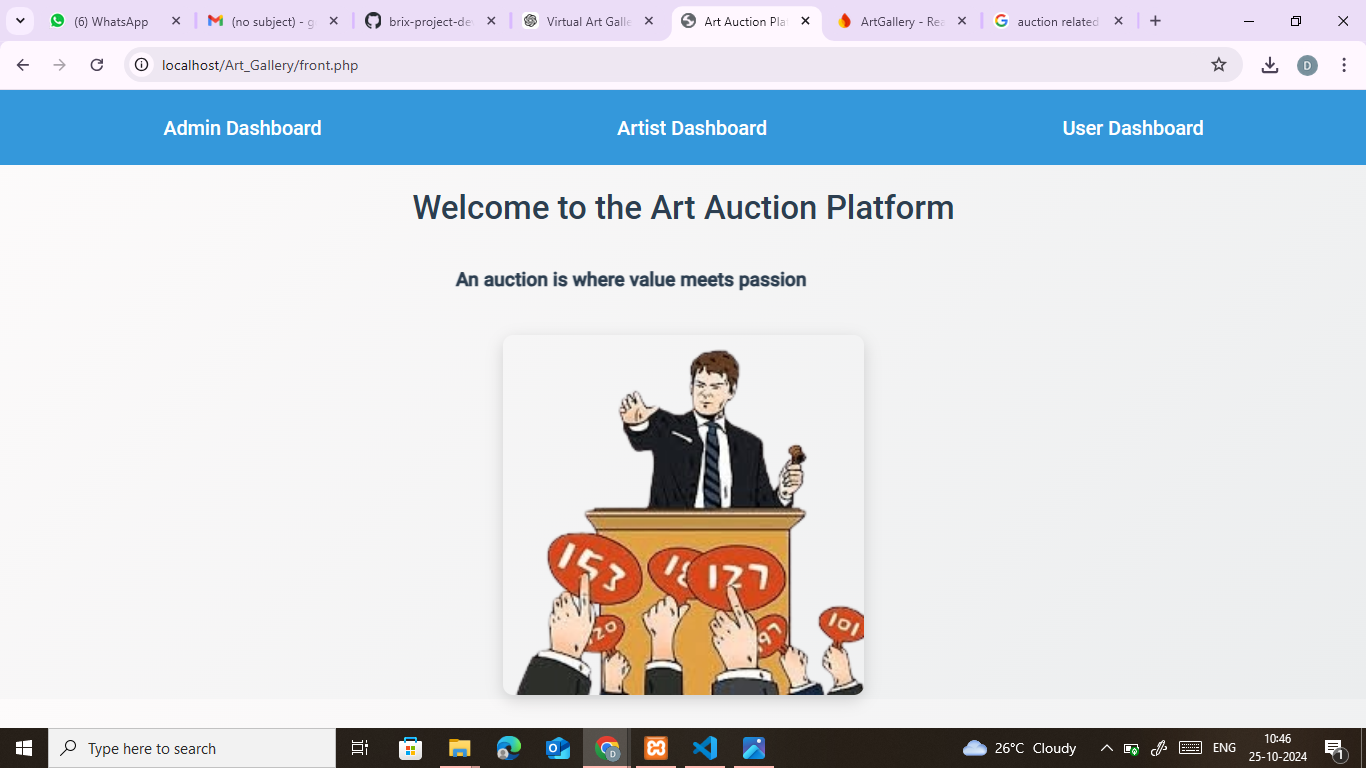 (6) WhatsApp
(no subject) - g
brix-project-de
Virtual Art Galle
Art Auction Pla
ArtGallery - Rea
auction related
localhost/Art_Gallery/front.php
D
Admin Dashboard
Artist Dashboard
User Dashboard
Welcome to the Art Auction Platform
An auction is where value meets passion
153
18
127
20
97
101
Type here to search
D
26°C Cloudy
ENG
10:46
25-10-2024
1